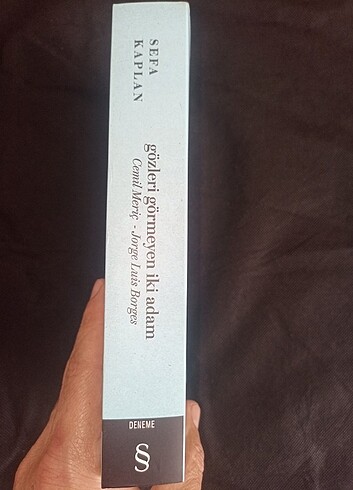 SEFA
KAPLAN
gözleri görmeyen iki adam
Cemil Meriç - Jorge Luis Borges
DENEME
§